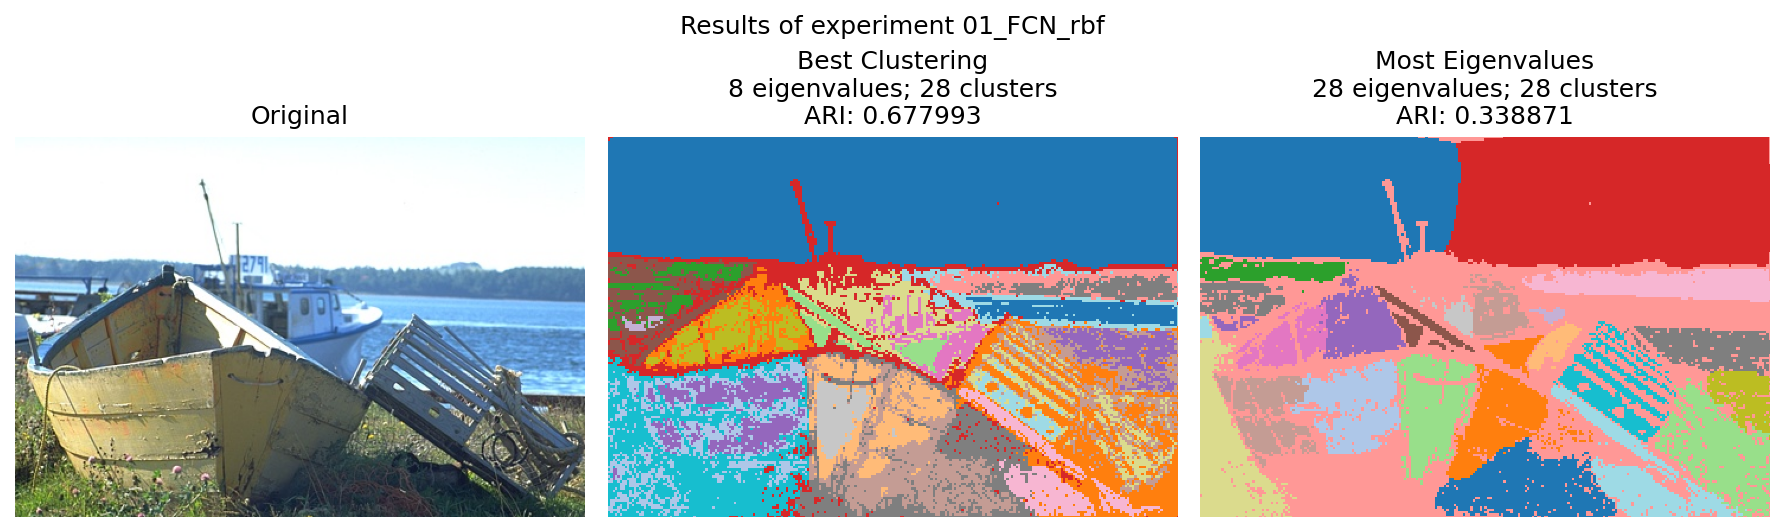 Results of experiment 01_FCN_rbf
Original
Best Clustering
8 eigenvalues; 28 clusters
ARI: 0.677993
Most Eigenvalues
28 eigenvalues; 28 clusters
ARI: 0.338871
2791